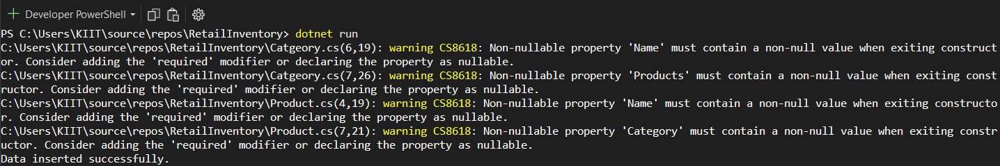 + Developer PowerShell
PS C:\Users\KIIT\source\repos\RetailInventory> dotnet run
C:\Users\KIIT\source\repos\RetailInventory\Catgeory.cs(6,19): warning CS8618: Non-nullable property 'Name' must contain a non-null value when exiting construct
or. Consider adding the 'required' modifier or declaring the property as nullable.
C:\Users\KIIT\source\repos\RetailInventory\Catgeory.cs(7,26): warning CS8618: Non-nullable property 'Products' must contain a non-null value when exiting const
ructor. Consider adding the 'required' modifier or declaring the property as nullable.
C:\Users\KIIT\source\repos\RetailInventory\Product.cs(4,19): warning CS8618: Non-nullable property 'Name' must contain a non-null value when exiting constructo
r. Consider adding the 'required' modifier or declaring the property as nullable.
C:\Users\KIIT\source\repos\RetailInventory\Product.cs(7,21): warning CS8618: Non-nullable property 'Category' must contain a non-null value when exiting constr
uctor. Consider adding the 'required' modifier or declaring the property as nullable.
Data inserted successfully.